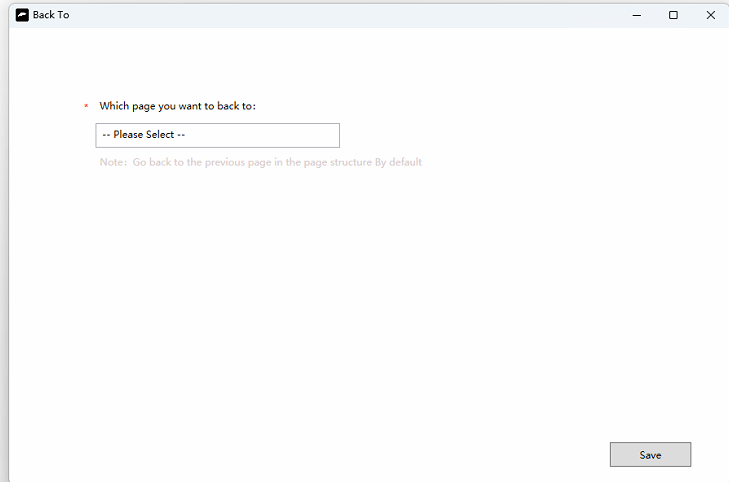 Back To
* Which page you want to back to:
-- Please Select --
Note: Go back to the previous page in the page structure By default
Save